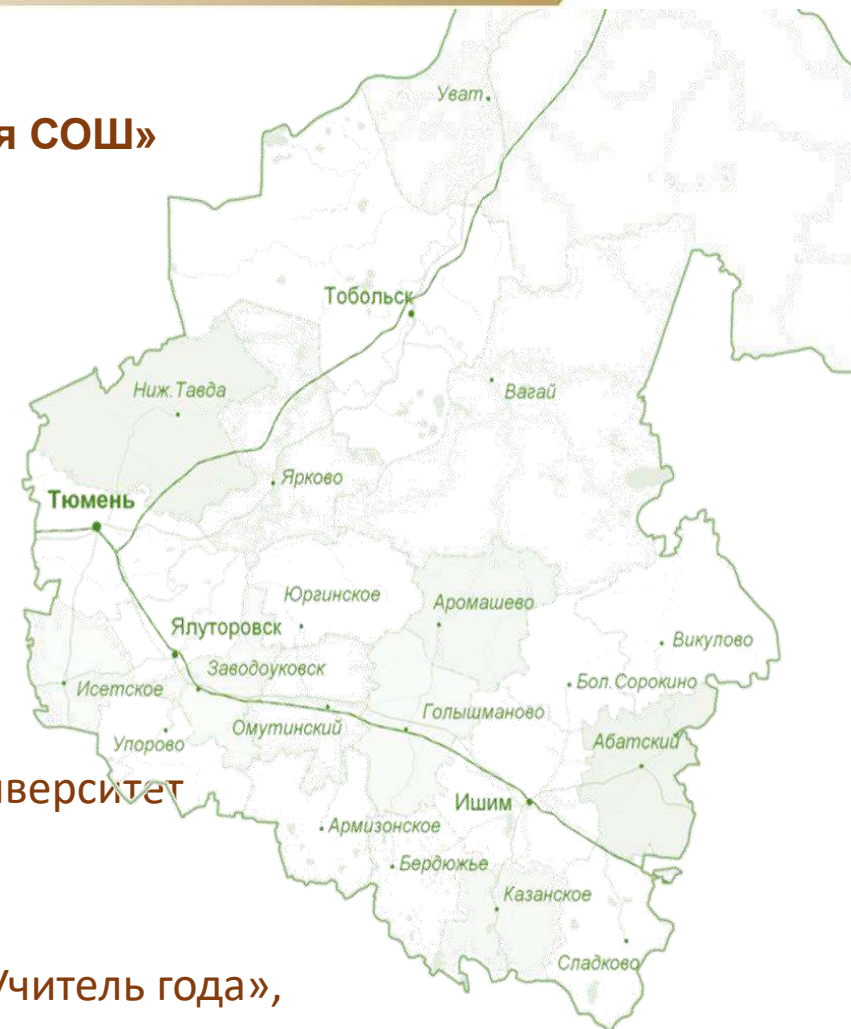 я СОШ»
Уват
Тобольск
Ниж.Тавда
Вагай
Ярково
Тюмень
Юргинское
Аромашево
Ялуторовск
Викулово
Заводоуковск
Исетское
Бол.Сорокино
Омутинский
Голышманово
Упорово
Абатский
иверситет
Ишим
Армизонское
Бердюжье
Казанское
Сладково
Учитель года»,